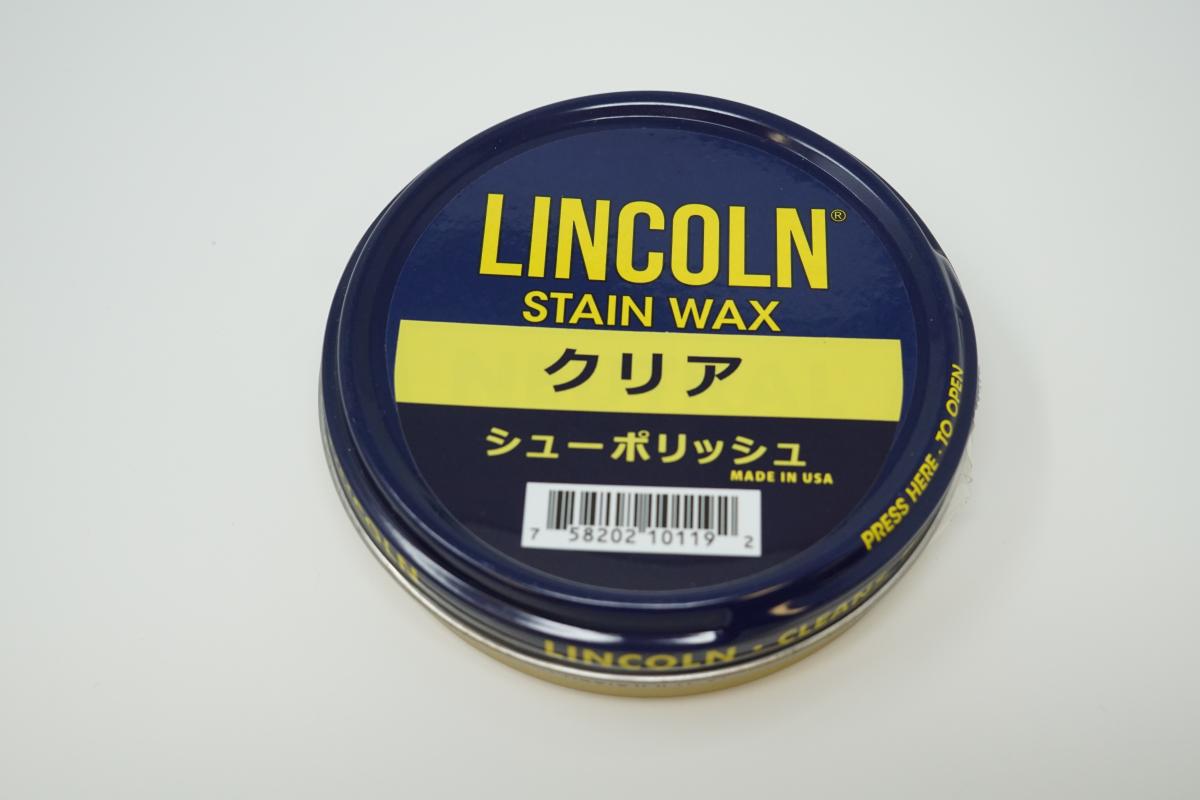 LINCOLN®
STAIN WAX
クリア
シューポリッシュ
MADE IN USA
7 58202 10119 2
PRESS HERE · TO OPEN
LINCOLN · CLEANS